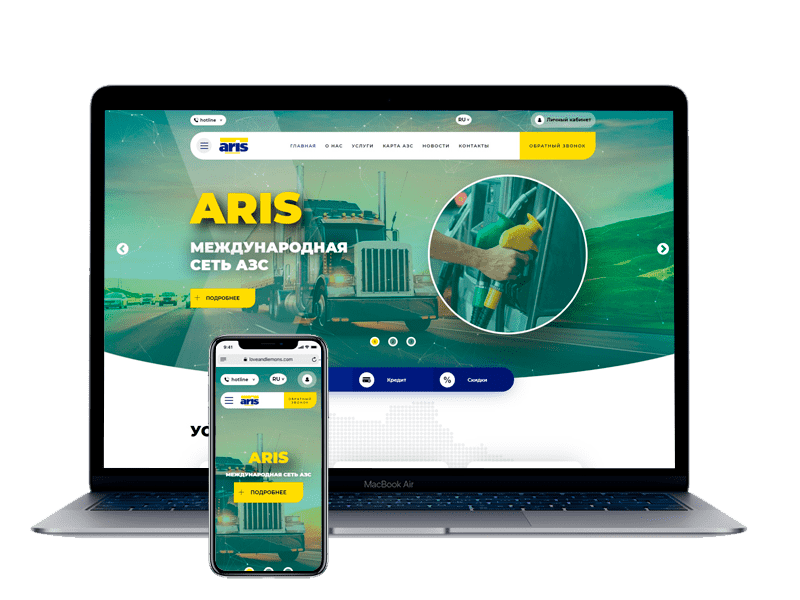 hotline
RU
Личный кабинет
aris
ГЛАВНАЯ О НАС УСЛУГИ КАРТА АЗС НОВОСТИ КОНТАКТЫ
ОБРАТНЫЙ ЗВОНОК
ARIS
МЕЖДУНАРОДНАЯ
СЕТЬ АЗС
+ ПОДРОБНЕЕ
Кредит
% Скидки
УС
MacBook Air
9:41
loveandlemons.com
hotline
RU
aris
ОБРАТНЫЙ
ЗВОНОК
ARIS
МЕЖДУНАРОДНАЯ СЕТЬ АЗС
+ ПОДРОБНЕЕ